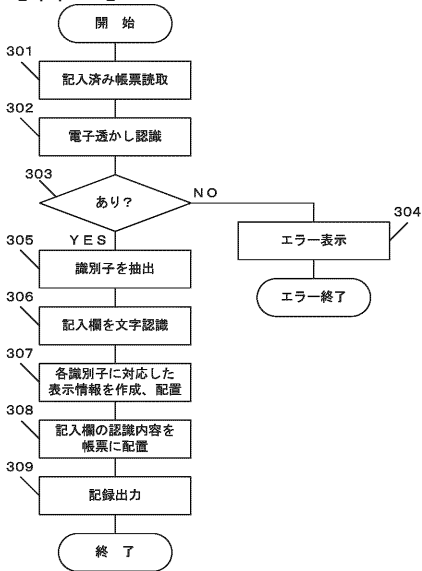 開 始
301
記入済み帳票読取
302
電子透かし認識
303
あり?
NO
304
エラー表示
エラー終了
YES
305
識別子を抽出
306
記入欄を文字認識
307
各識別子に対応した
表示情報を作成、配置
308
記入欄の認識内容を
帳票に配置
309
記録出力
終 了